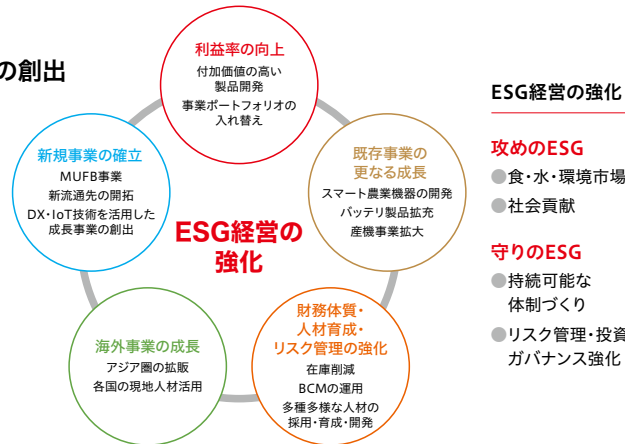 の創出
利益率の向上
付加価値の高い
製品開発
事業ポートフォリオの
入れ替え
新規事業の確立
MUFB事業
新流通先の開拓
DX・IoT技術を活用した
成長事業の創出
既存事業の
更なる成長
スマート農業機器の開発
バッテリ製品拡充
産機事業拡大
ESG経営の
強化
海外事業の成長
アジア圏の拡販
各国の現地人材活用
財務体質・
人材育成・
リスク管理の強化
在庫削減
BCMの運用
多種多様な人材の
採用・育成・開発
ESG経営の強化
攻めのESG
●食・水・環境市場
●社会貢献
守りのESG
●持続可能な
体制づくり
●リスク管理・投資
ガバナンス強化